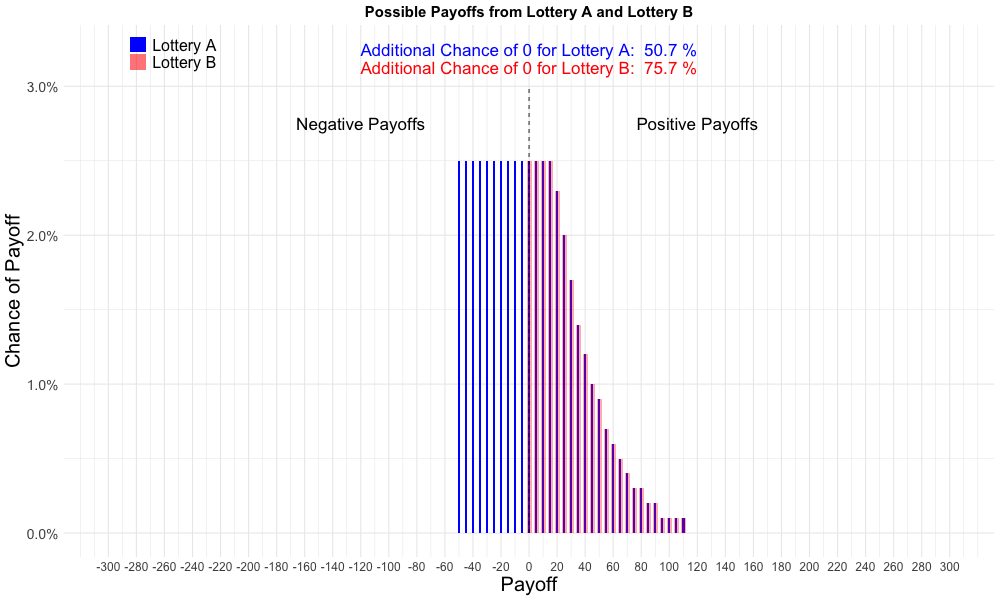 Possible Payoffs from Lottery A and Lottery B
Lottery A
Lottery B
Additional Chance of 0 for Lottery A: 50.7 %
Additional Chance of 0 for Lottery B: 75.7 %
Negative Payoffs
Positive Payoffs
Chance of Payoff
3.0%
2.0%
1.0%
0.0%
-300 -280 -260 -240 -220 -200 -180 -160 -140 -120 -100 -80 -60 -40 -20 0 20 40 60 80 100 120 140 160 180 200 220 240 260 280 300
Payoff